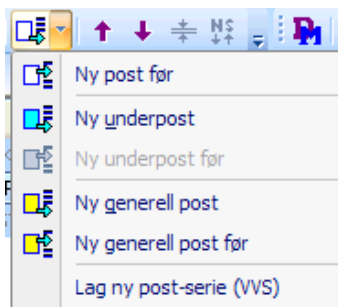 NS
Ny post før
Ny underpost
Ny underpost før
Ny generell post
Ny generell post før
Lag ny post-serie (VVS)